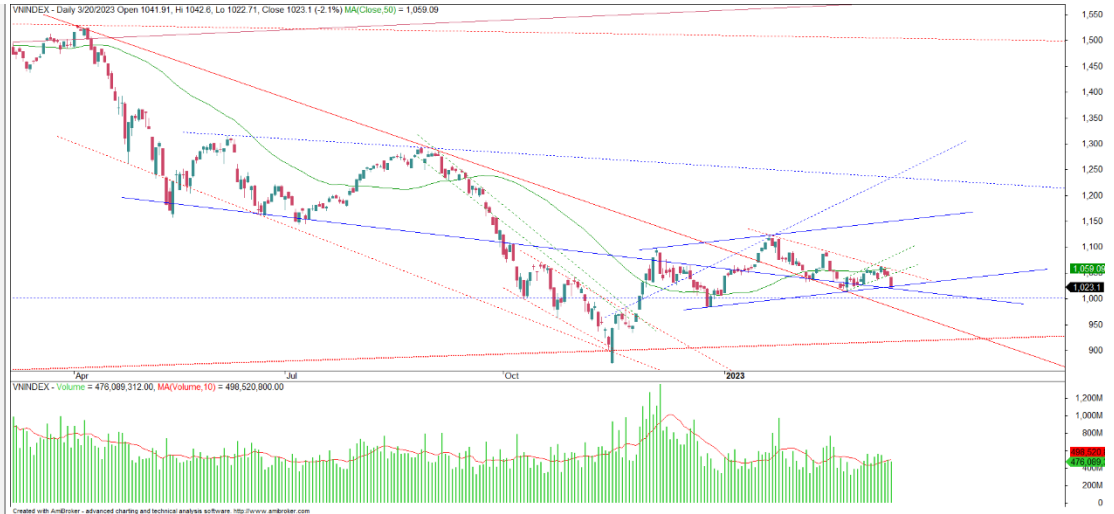 VNINDEX - Daily 3/20/2023 Open 1041.91, Hi 1042.6, Lo 1022.71, Close 1023.1 (-2.1%) MA(Close,50) = 1,059.09
1,550
1,500
1,450
1,400
1,350
1,300
1,250
1,200
1,150
1,100
1,059.09
1,023.1
1,000
950
900
Apr
Jul
Oct
2023
VNINDEX - Volume = 476,089,312.00, MA(Volume,10) = 498,520,800.00
1,200M
1,000M
800M
498,520,
476,089,
400M
200M
0
Created with AmiBroker - advanced charting and technical analysis software. http://www.amibroker.com